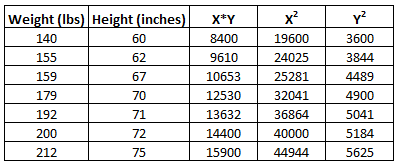 Weight (lbs) Height (inches) X*Y X² Y²
140 60 8400 19600 3600
155 62 9610 24025 3844
159 67 10653 25281 4489
179 70 12530 32041 4900
192 71 13632 36864 5041
200 72 14400 40000 5184
212 75 15900 44944 5625